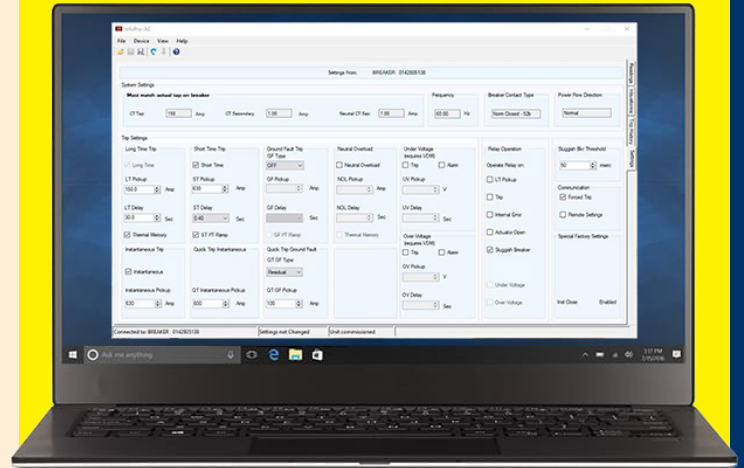 InfoPro-AC
File Device View Help
Settings From: BREAKER 0142805138
System Settings
Must match actual tap on breaker
Frequency
Breaker Contact Type
Power Flow Direction
CT Tap Amp CT Secondary 1.00 Amp Neutral CT Sec 1.00 Amp 60.00 Hz Norm Closed - 52b Normal
Trip Settings
Long Time Trip
Long Time
LT Pickup
150.0 Amp
LT Delay
30.0 Sec
Thermal Memory
Short Time Trip
Short Time
ST Pickup
630 Amp
ST Delay
0.40 Sec
ST I²T Ramp
Ground Fault Trip
GF Type
OFF
GF Pickup
Amp
GF Delay
Sec
GF I²T Ramp
Neutral Overload
Neutral Overload
NOL Pickup
Amp
NOL Delay
Sec
Thermal Memory
Under Voltage
(requires VDM)
Trip Alarm
UV Pickup
V
UV Delay
Sec
Over Voltage
(requires VDM)
Trip Alarm
OV Pickup
V
OV Delay
Sec
Relay Operation
Operate Relay on:
LT Pickup
Trip
Internal Error
Actuator Open
Sluggish Breaker
Under Voltage
Over Voltage
Sluggish Bkr Threshold
50 msec
Communication
Forced Trip
Remote Settings
Special Factory Settings
Inst Close Enabled
Instantaneous Trip
Instantaneous
Instantaneous Pickup
630 Amp
Quick Trip Instantaneous
QT Instantaneous Pickup
600 Amp
Quick Trip Ground Fault
QT GF Type
Residual
QT GF Pickup
100 Amp
Readings
Trip History
Settings
Connected to: BREAKER 0142805138
Settings not Changed
Unit commissioned
Ask me anything
3:17 PM
7/15/2016